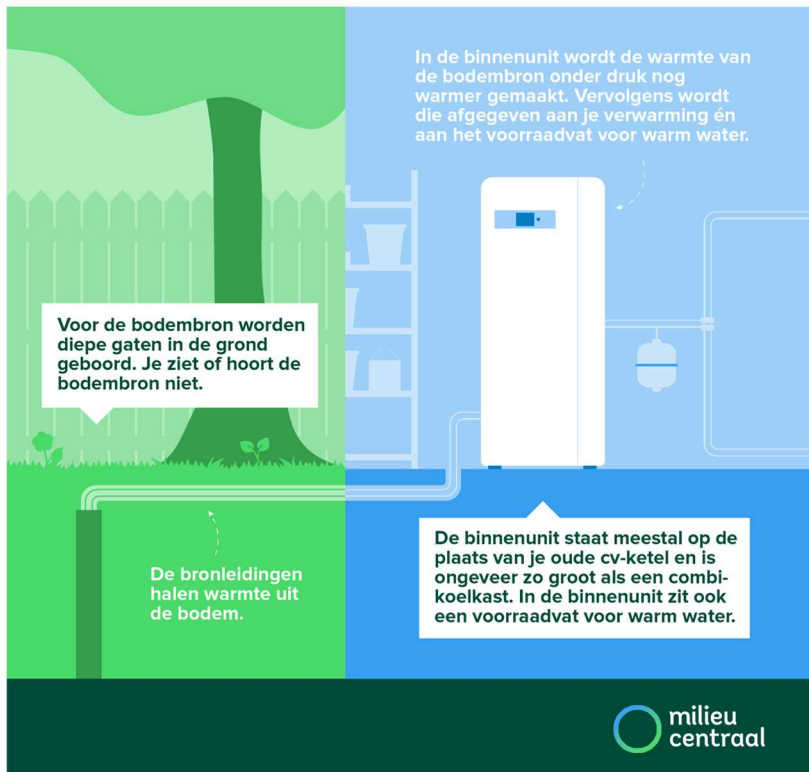 In de binnenunit wordt de warmte van
de bodembron onder druk nog
warmer gemaakt. Vervolgens wordt
die afgegeven aan je verwarming én
aan het voorraadvat voor warm water.
Voor de bodembron worden
diepe gaten in de grond
geboord. Je ziet of hoort de
bodembron niet.
De bronleidingen
halen warmte uit
de bodem.
De binnenunit staat meestal op de
plaats van je oude cv-ketel en is
ongeveer zo groot als een combi-
koelkast. In de binnenunit zit ook
een voorraadvat voor warm water.
milieu
centraal